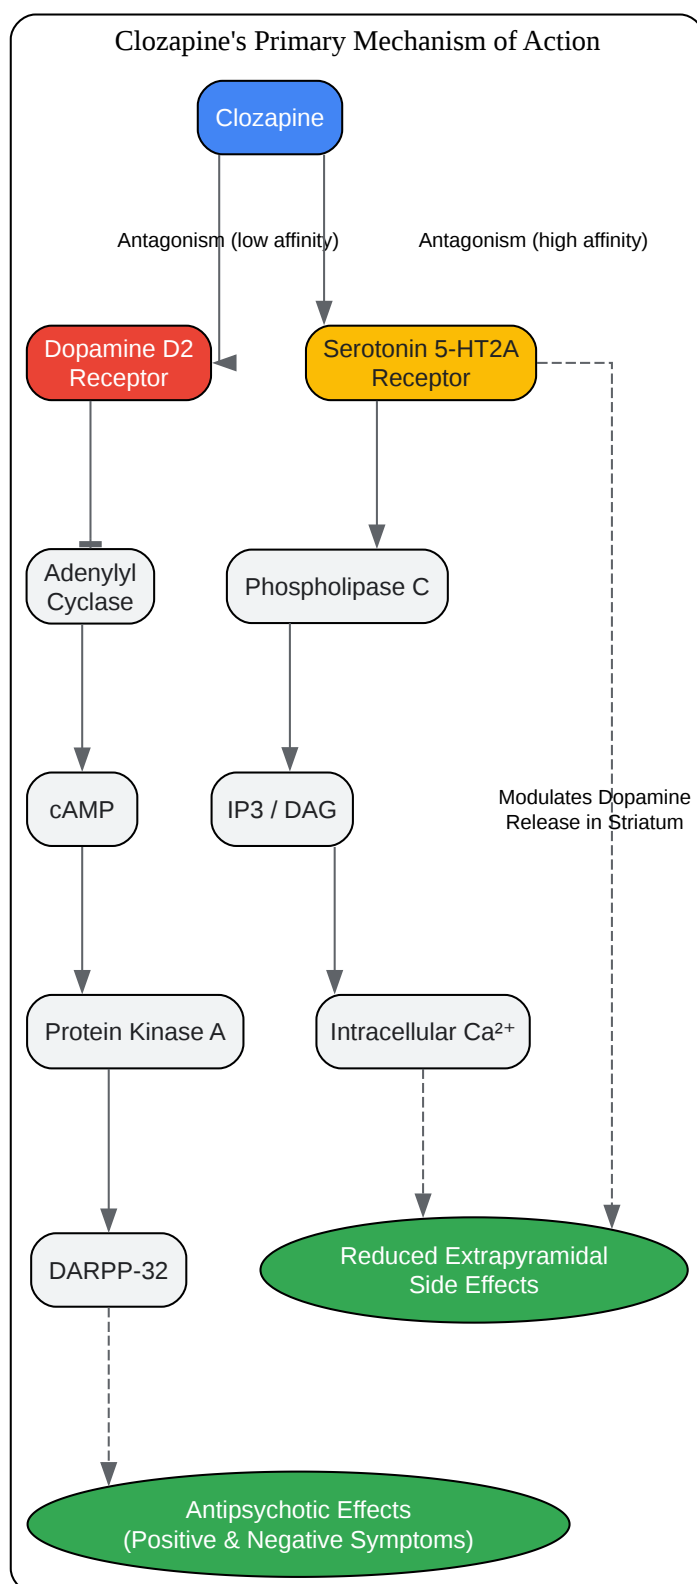 Clozapine's Primary Mechanism of Action
Clozapine
Antagonism (low affinity)
Antagonism (high affinity)
Dopamine D2
Receptor
Serotonin 5-HT2A
Receptor
Adenylyl
Cyclase
Phospholipase C
cAMP
IP3 / DAG
Modulates Dopamine
Release in Striatum
Protein Kinase A
Intracellular Ca²⁺
DARPP-32
Reduced Extrapyramidal
Side Effects
Antipsychotic Effects
(Positive & Negative Symptoms)